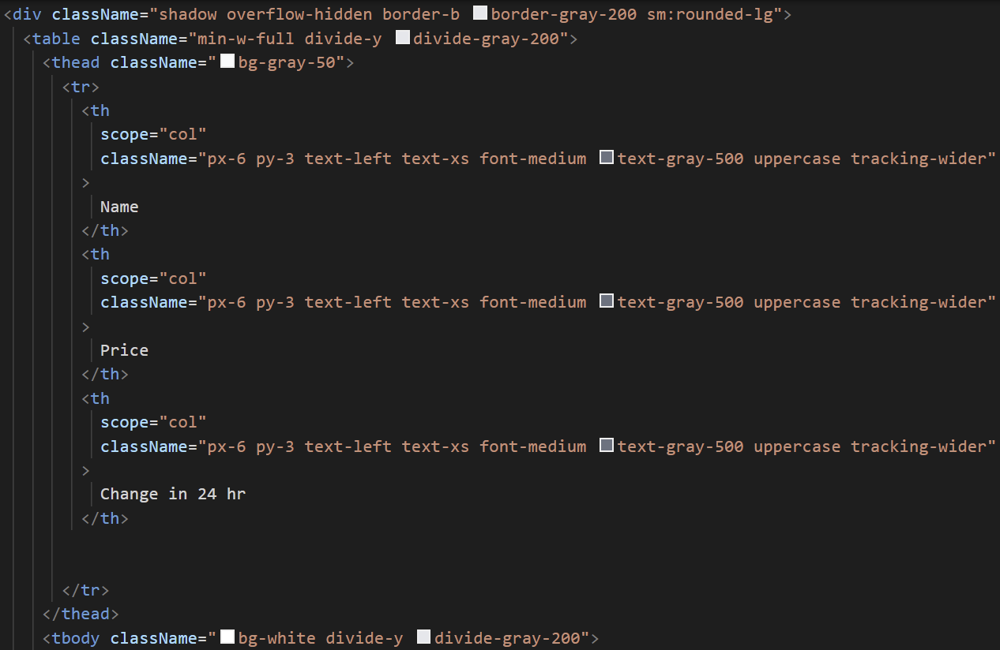 <div className="shadow overflow-hidden border-b border-gray-200 sm:rounded-lg">
<table className="min-w-full divide-y divide-gray-200">
<thead className="bg-gray-50">
<tr>
<th
scope="col"
className="px-6 py-3 text-left text-xs font-medium text-gray-500 uppercase tracking-wider"
>
Name
</th>
<th
scope="col"
className="px-6 py-3 text-left text-xs font-medium text-gray-500 uppercase tracking-wider"
>
Price
</th>
<th
scope="col"
className="px-6 py-3 text-left text-xs font-medium text-gray-500 uppercase tracking-wider"
>
Change in 24 hr
</th>
</tr>
</thead>
<tbody className="bg-white divide-y divide-gray-200">